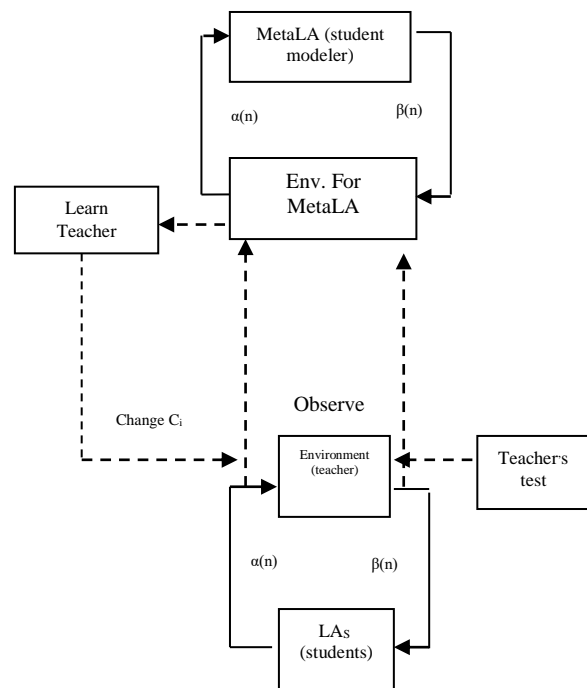 MetaLA (student
modeler)
α(n)
β(n)
Env. For
MetaLA
Learn
Teacher
Observe
Change Cᵢ
Environment
(teacher)
Teacher's
test
α(n)
β(n)
LAs
(students)